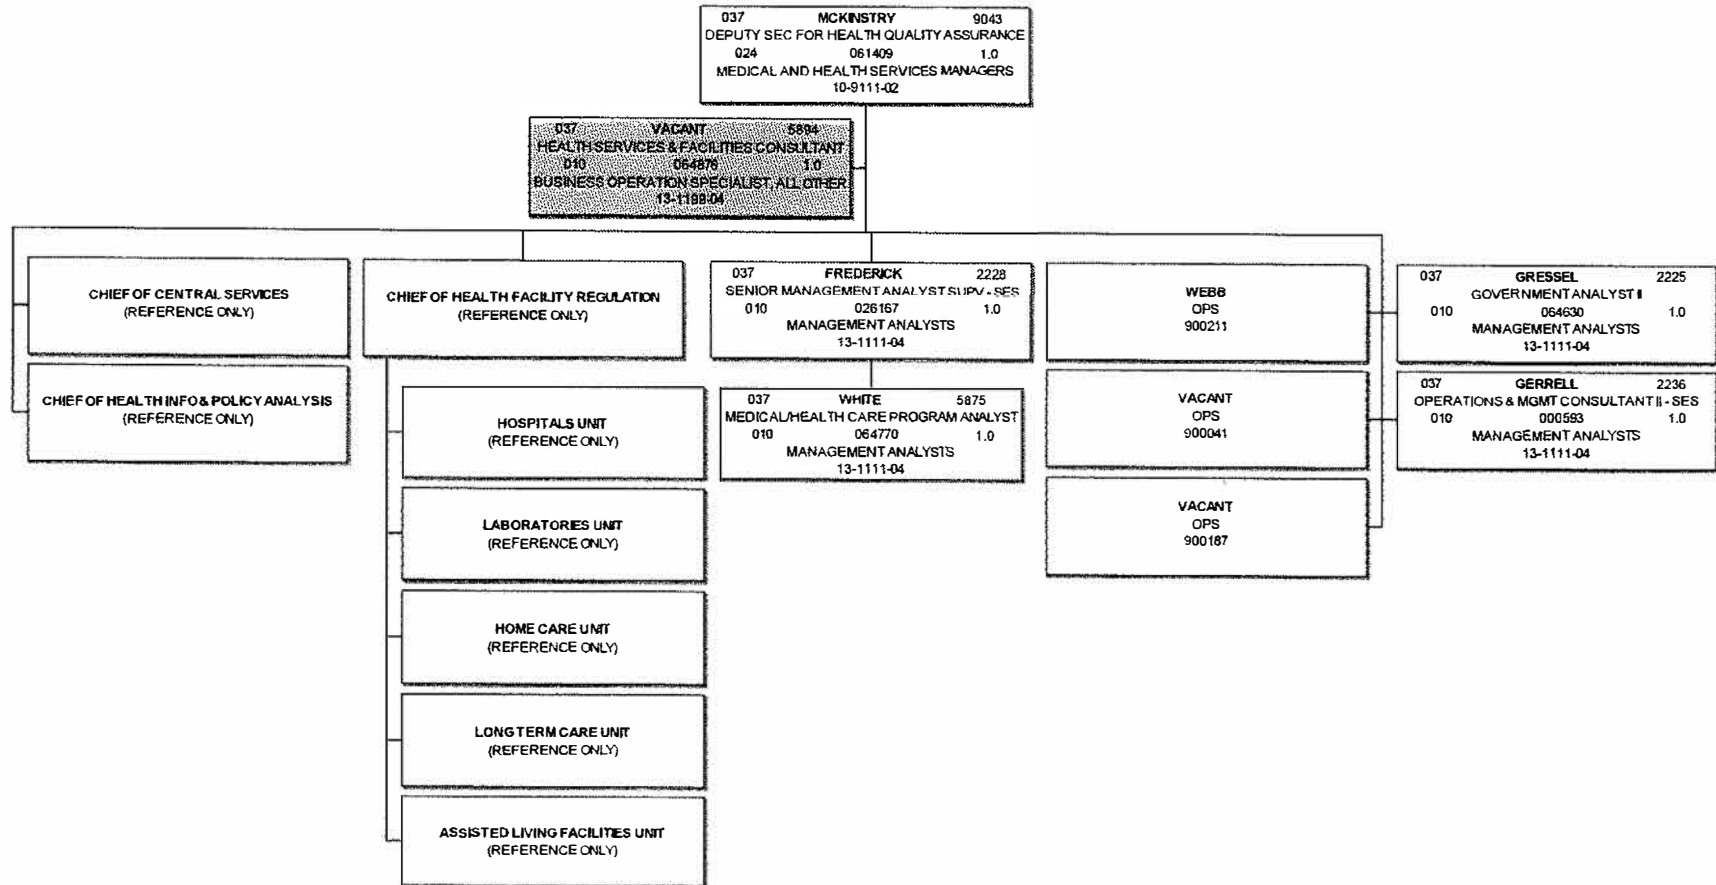 037 MCKINSTRY 9043
DEPUTY SEC FOR HEALTH QUALITY ASSURANCE
024 061409 1.0
MEDICAL AND HEALTH SERVICES MANAGERS
10-9111-02
037 VACANT 5894
HEALTH SERVICES & FACILITIES CONSULTANT
010 064876 1.0
BUSINESS OPERATION SPECIALIST, ALL OTHER
13-1199-04
CHIEF OF CENTRAL SERVICES
(REFERENCE ONLY)
CHIEF OF HEALTH INFO & POLICY ANALYSIS
(REFERENCE ONLY)
CHIEF OF HEALTH FACILITY REGULATION
(REFERENCE ONLY)
HOSPITALS UNIT
(REFERENCE ONLY)
LABORATORIES UNIT
(REFERENCE ONLY)
HOME CARE UNIT
(REFERENCE ONLY)
LONG TERM CARE UNIT
(REFERENCE ONLY)
ASSISTED LIVING FACILITIES UNIT
(REFERENCE ONLY)
037 FREDERICK 2228
SENIOR MANAGEMENT ANALYST SUPV - SES
010 026167 1.0
MANAGEMENT ANALYSTS
13-1111-04
037 WHITE 5875
MEDICAL/HEALTH CARE PROGRAM ANALYST
010 064770 1.0
MANAGEMENT ANALYSTS
13-1111-04
WEBB
OPS
900211
VACANT
OPS
900041
VACANT
OPS
900187
037 GRESSEL 2225
GOVERNMENT ANALYST II
010 064630 1.0
MANAGEMENT ANALYSTS
13-1111-04
037 GERRELL 2236
OPERATIONS & MGMT CONSULTANT II - SES
010 000593 1.0
MANAGEMENT ANALYSTS
13-1111-04